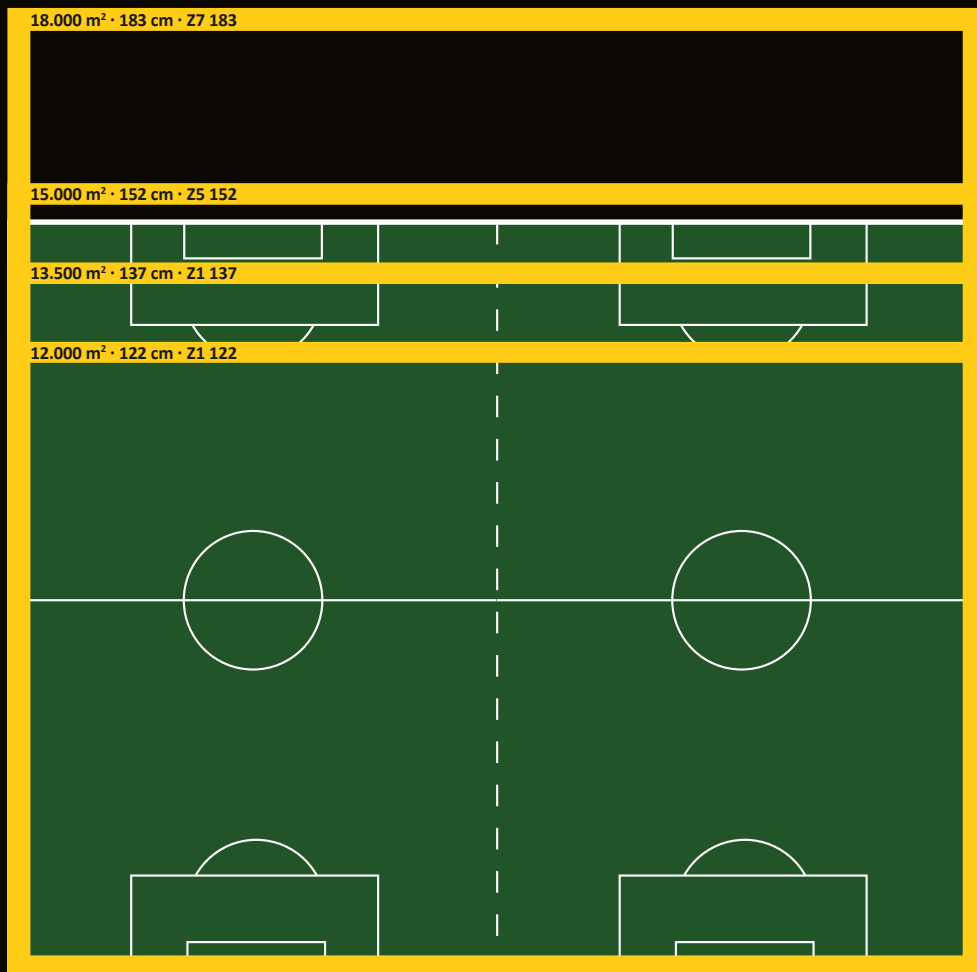 18.000 m² · 183 cm · Z7 183
15.000 m² · 152 cm · Z5 152
13.500 m² · 137 cm · Z1 137
12.000 m² · 122 cm · Z1 122